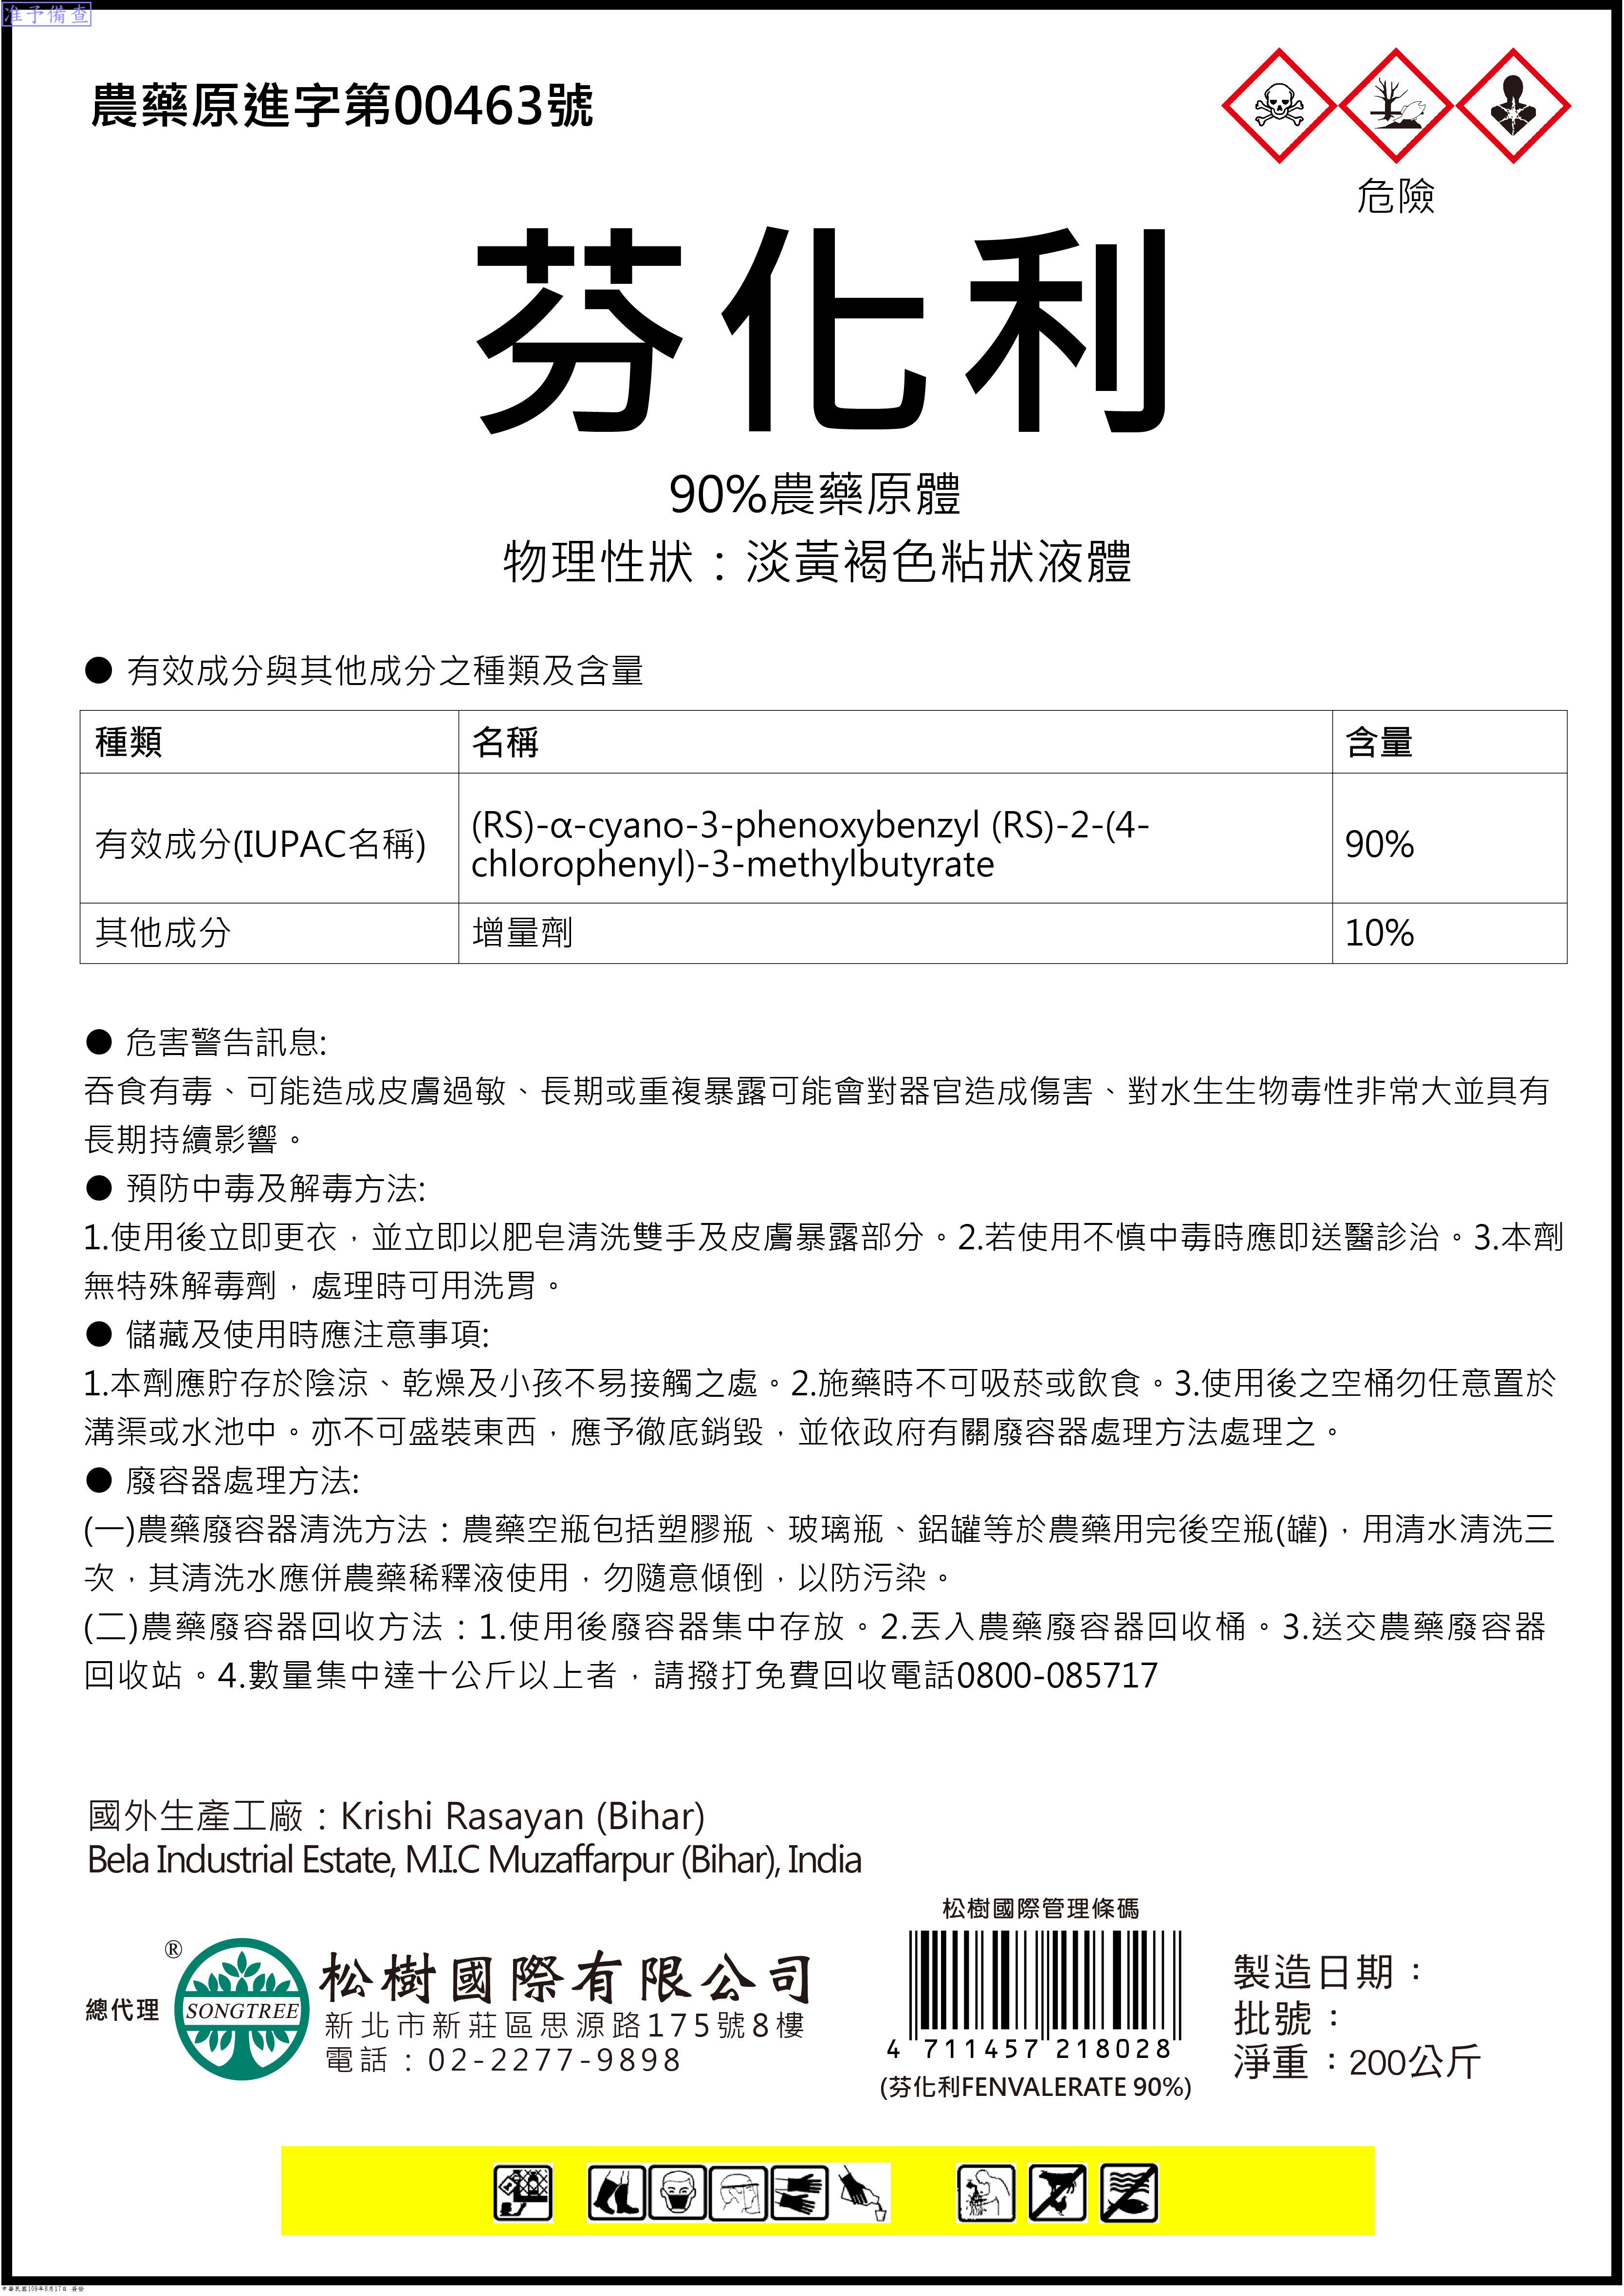 准予備查
農藥原進字第00463號
危險
芬化利
90%農藥原體
物理性狀：淡黃褐色粘狀液體
● 有效成分與其他成分之種類及含量
種類 名稱 含量
有效成分(IUPAC名稱) (RS)-α-cyano-3-phenoxybenzyl (RS)-2-(4-
chlorophenyl)-3-methylbutyrate 90%
其他成分 增量劑 10%
● 危害警告訊息:
吞食有毒、可能造成皮膚過敏、長期或重複暴露可能會對器官造成傷害、對水生生物毒性非常大並具有
長期持續影響。
● 預防中毒及解毒方法:
1.使用後立即更衣，並立即以肥皂清洗雙手及皮膚暴露部分。2.若使用不慎中毒時應即送醫診治。3.本劑
無特殊解毒劑，處理時可用洗胃。
● 儲藏及使用時應注意事項:
1.本劑應貯存於陰涼、乾燥及小孩不易接觸之處。2.施藥時不可吸菸或飲食。3.使用後之空桶勿任意置於
溝渠或水池中。亦不可盛裝東西，應予徹底銷毀，並依政府有關廢容器處理方法處理之。
● 廢容器處理方法:
(一)農藥廢容器清洗方法：農藥空瓶包括塑膠瓶、玻璃瓶、鋁罐等於農藥用完後空瓶(罐)，用清水清洗三
次，其清洗水應併農藥稀釋液使用，勿隨意傾倒，以防污染。
(二)農藥廢容器回收方法：1.使用後廢容器集中存放。2.丟入農藥廢容器回收桶。3.送交農藥廢容器
回收站。4.數量集中達十公斤以上者，請撥打免費回收電話0800-085717
國外生產工廠：Krishi Rasayan (Bihar)
Bela Industrial Estate, M.I.C Muzaffarpur (Bihar), India
總代理
®
SONGTREE
松樹國際有限公司
新北市新莊區思源路175號8樓
電話：02-2277-9898
松樹國際管理條碼
4 711457 218028
(芬化利FENVALERATE 90%)
製造日期：
批號：
淨重：200公斤
中華民國109年8月17日 簽發